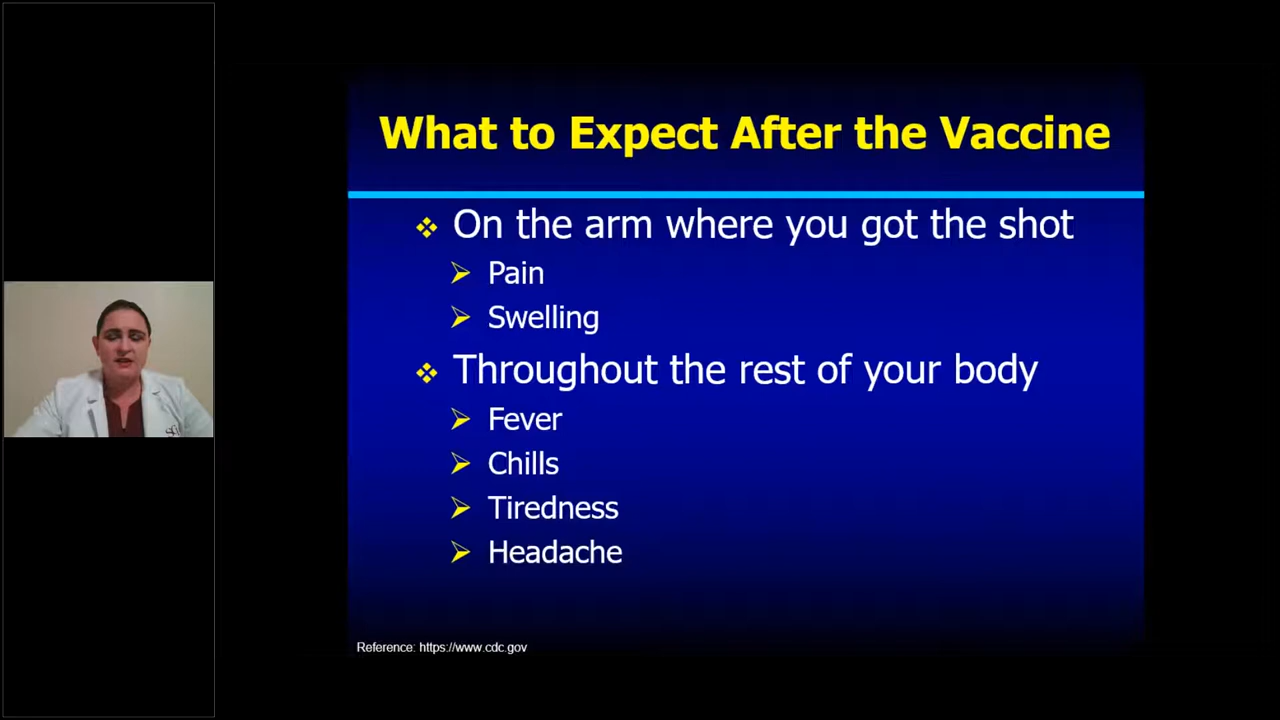 What to Expect After the Vaccine
On the arm where you got the shot
Pain
Swelling
Throughout the rest of your body
Fever
Chills
Tiredness
Headache
Reference: https://www.cdc.gov